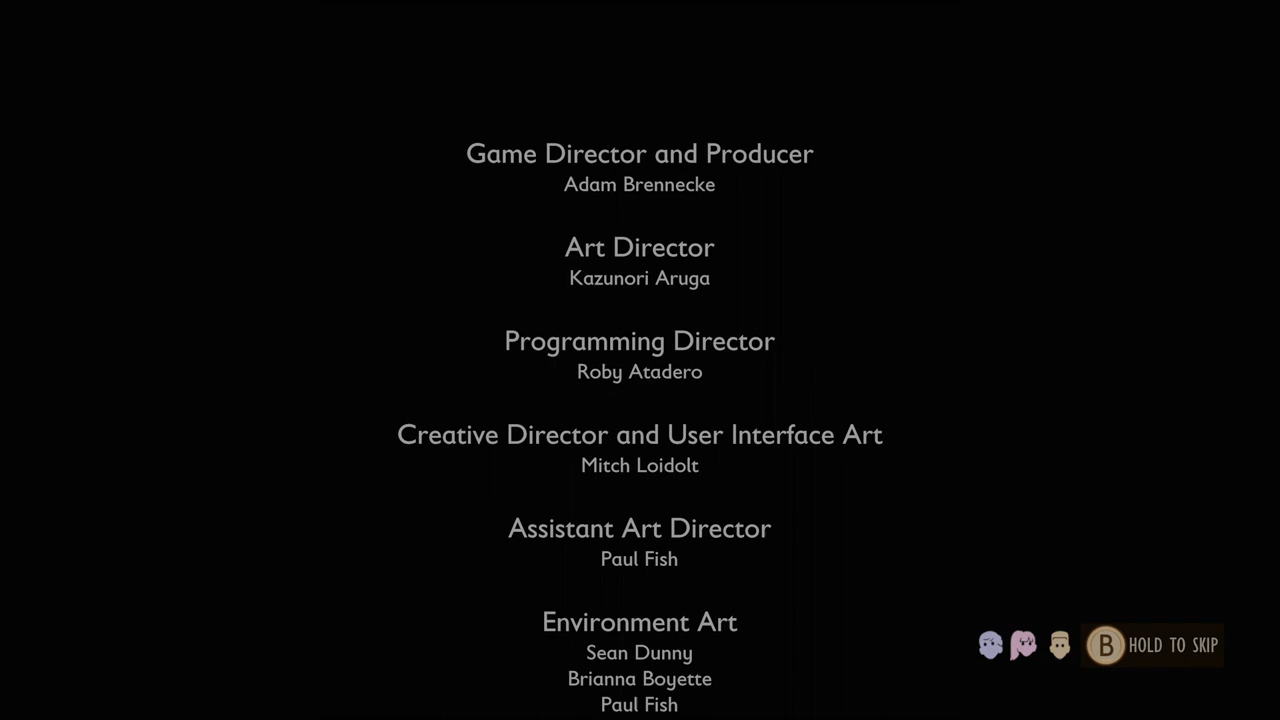 Game Director and Producer
Adam Brennecke
Art Director
Kazunori Aruga
Programming Director
Roby Atadero
Creative Director and User Interface Art
Mitch Loidolt
Assistant Art Director
Paul Fish
Environment Art
Sean Dunny
Brianna Boyette
Paul Fish
B HOLD TO SKIP